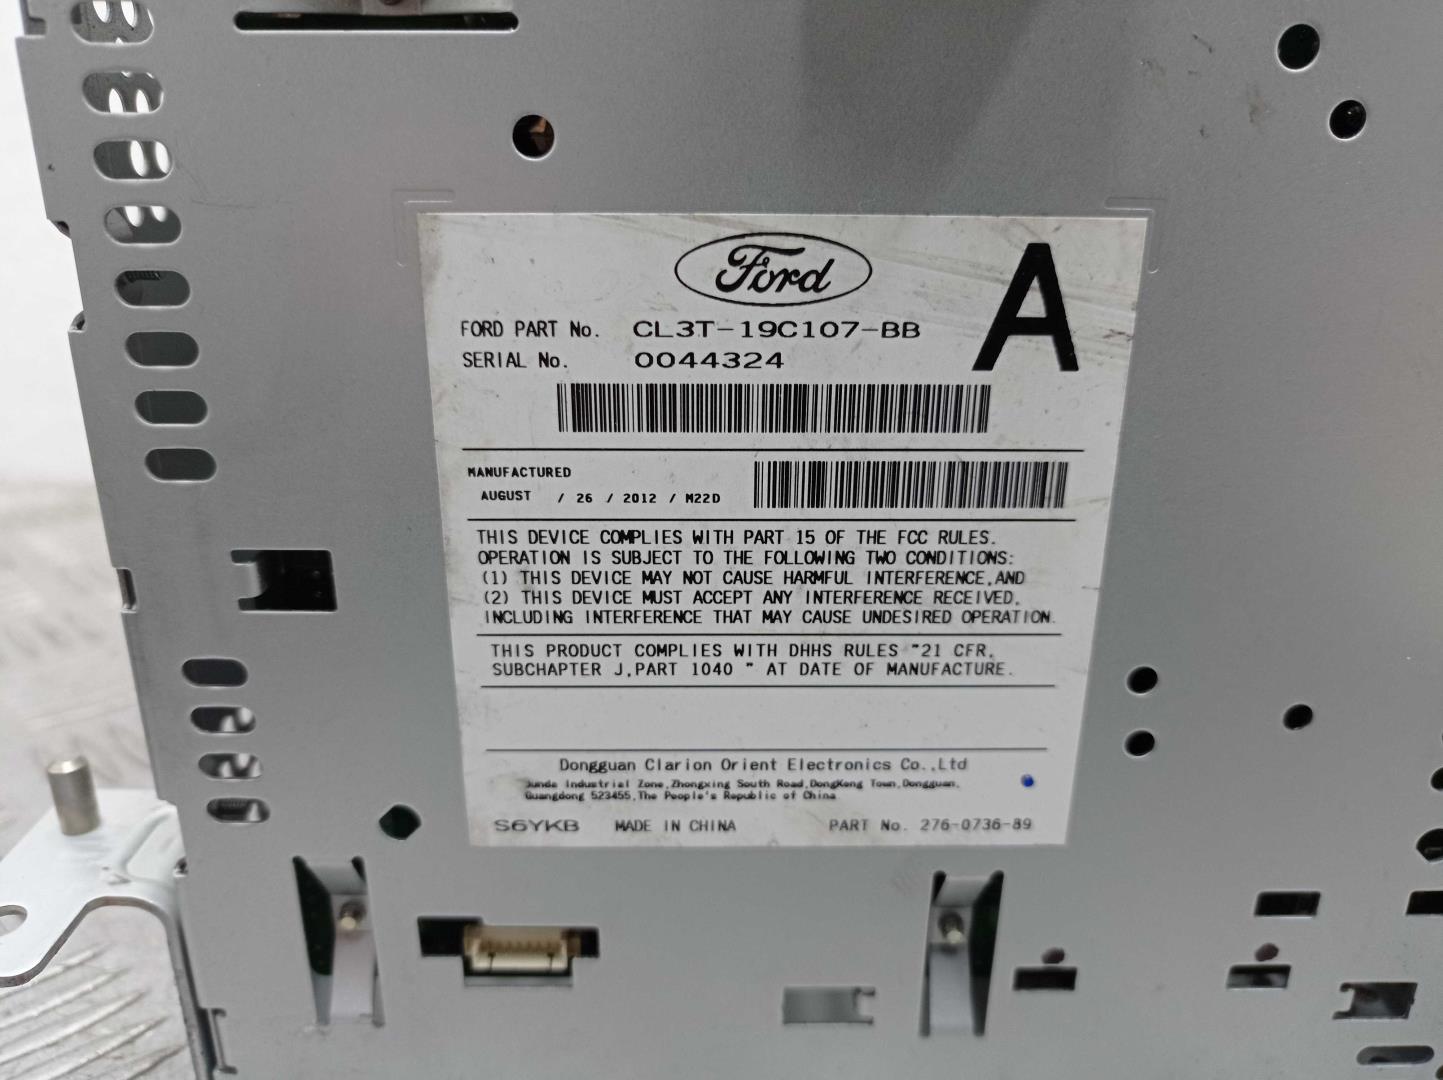 Ford
A
FORD PART No. CL3T-19C107-BB
SERIAL No. 0044324
MANUFACTURED
AUGUST / 26 / 2012 / M22D
THIS DEVICE COMPLIES WITH PART 15 OF THE FCC RULES.
OPERATION IS SUBJECT TO THE FOLLOWING TWO CONDITIONS:
(1) THIS DEVICE MAY NOT CAUSE HARMFUL INTERFERENCE,AND
(2) THIS DEVICE MUST ACCEPT ANY INTERFERENCE RECEIVED,
INCLUDING INTERFERENCE THAT MAY CAUSE UNDESIRED OPERATION.
THIS PRODUCT COMPLIES WITH DHHS RULES "21 CFR,
SUBCHAPTER J,PART 1040 " AT DATE OF MANUFACTURE.
Dongguan Clarion Orient Electronics Co.,Ltd
Industrial Zone,Zhongxing South Road,DongKeng Town,Dongguan,
Guangdong 523455,The People's Republic of China
S6YKB MADE IN CHINA PART No. 276-0736-89